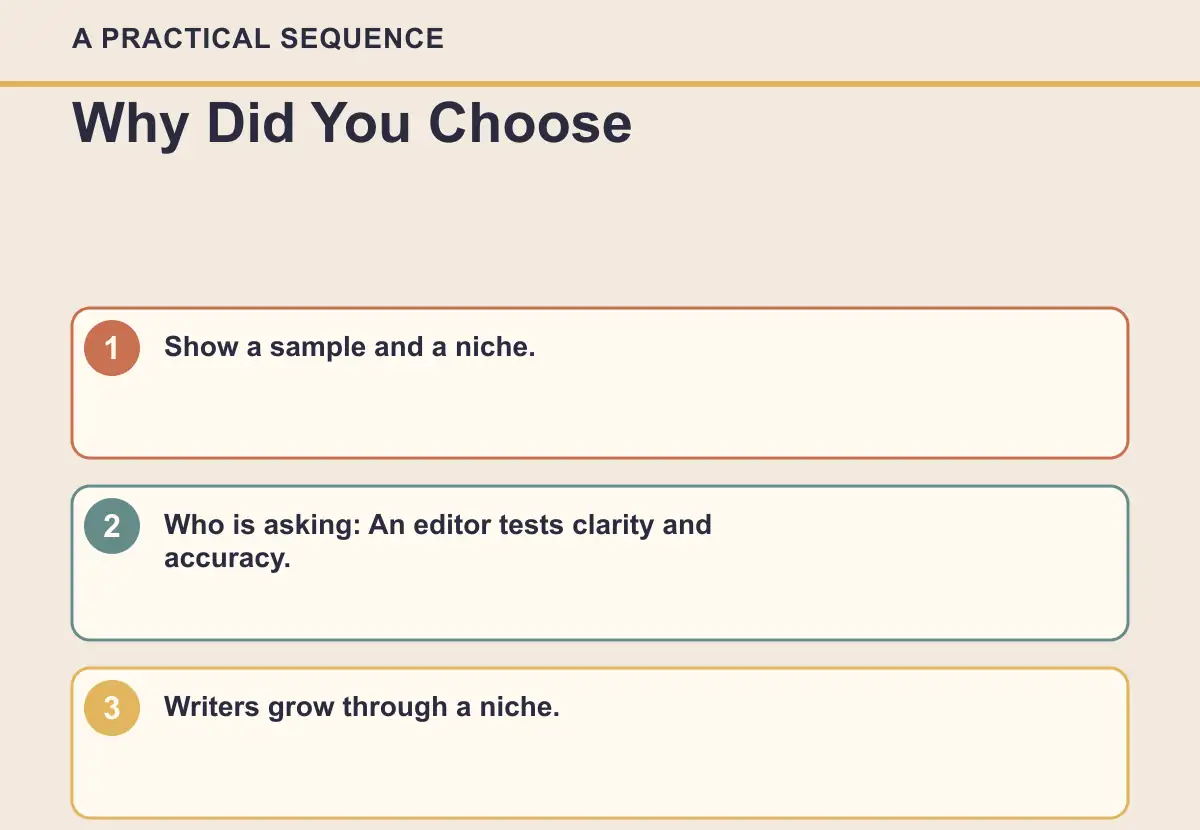 A PRACTICAL SEQUENCE
Why Did You Choose
1
Show a sample and a niche.
2
Who is asking: An editor tests clarity and
accuracy.
3
Writers grow through a niche.